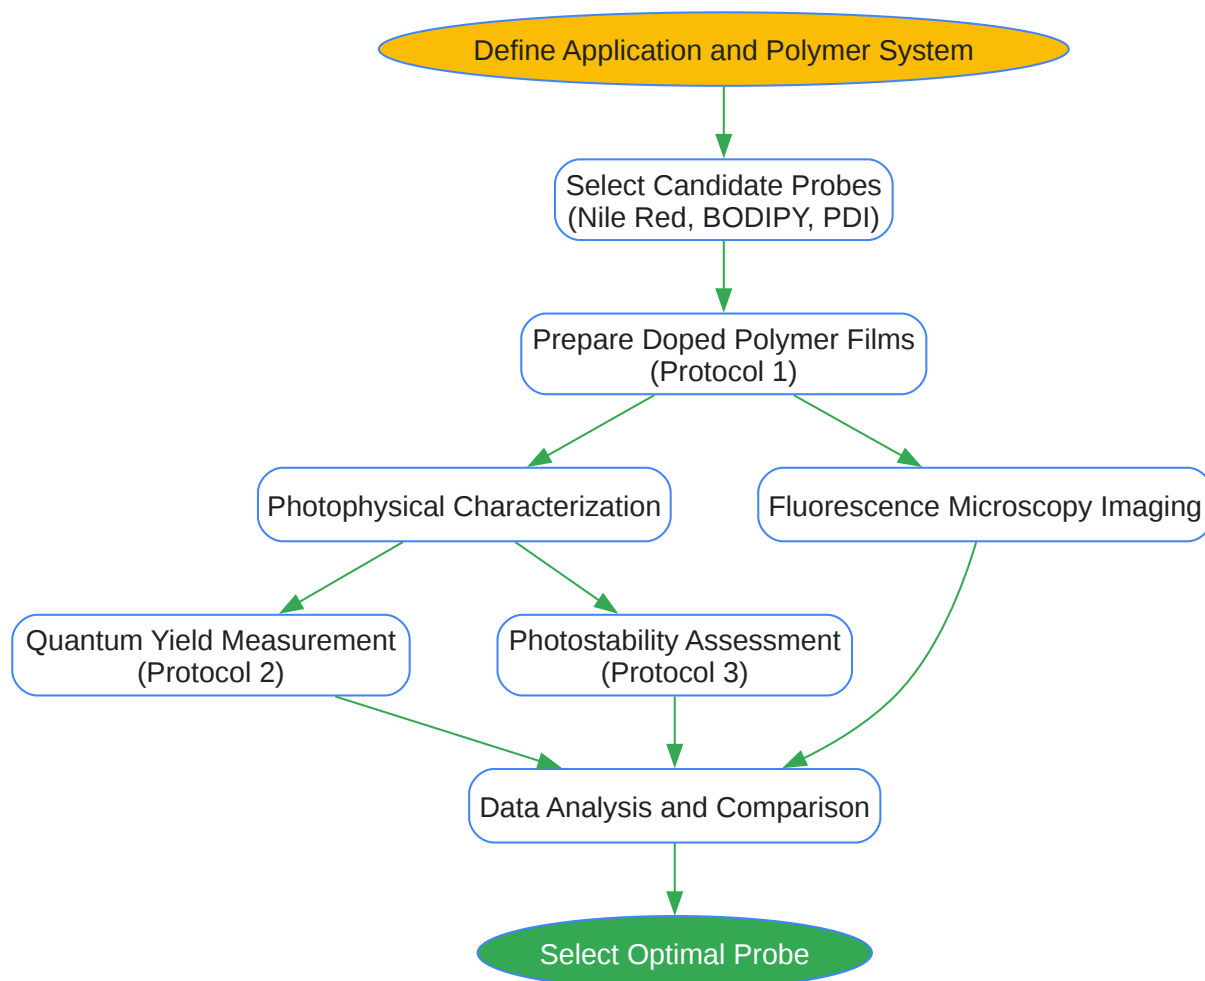 Define Application and Polymer System
Select Candidate Probes
(Nile Red, BODIPY, PDI)
Prepare Doped Polymer Films
(Protocol 1)
Photophysical Characterization
Fluorescence Microscopy Imaging
Quantum Yield Measurement
(Protocol 2)
Photostability Assessment
(Protocol 3)
Data Analysis and Comparison
Select Optimal Probe